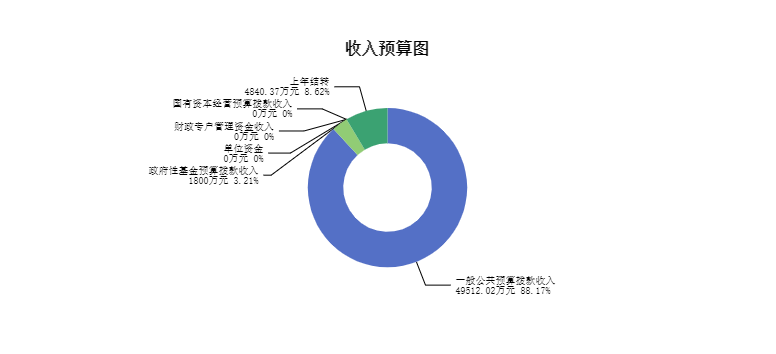 收入预算图
上年结转
4840.37万元 8.62%
国有资本经营预算拨款收入
0万元 0%
财政专户管理资金收入
0万元 0%
单位资金
0万元 0%
政府性基金预算拨款收入
1800万元 3.21%
一般公共预算拨款收入
49512.02万元 88.17%